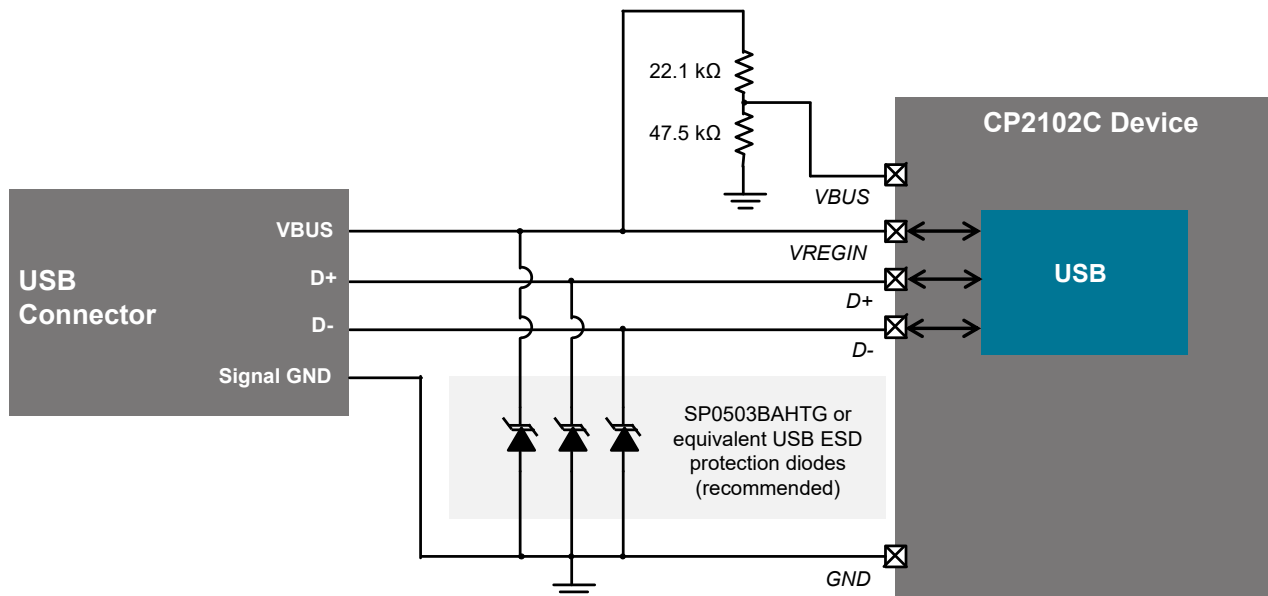 22.1 kΩ
47.5 kΩ
CP2102C Device
VBUS
VBUS
VREGIN
USB
Connector
D+
D+
USB
D-
D-
Signal GND
SP0503BAHTG or
equivalent USB ESD
protection diodes
(recommended)
GND